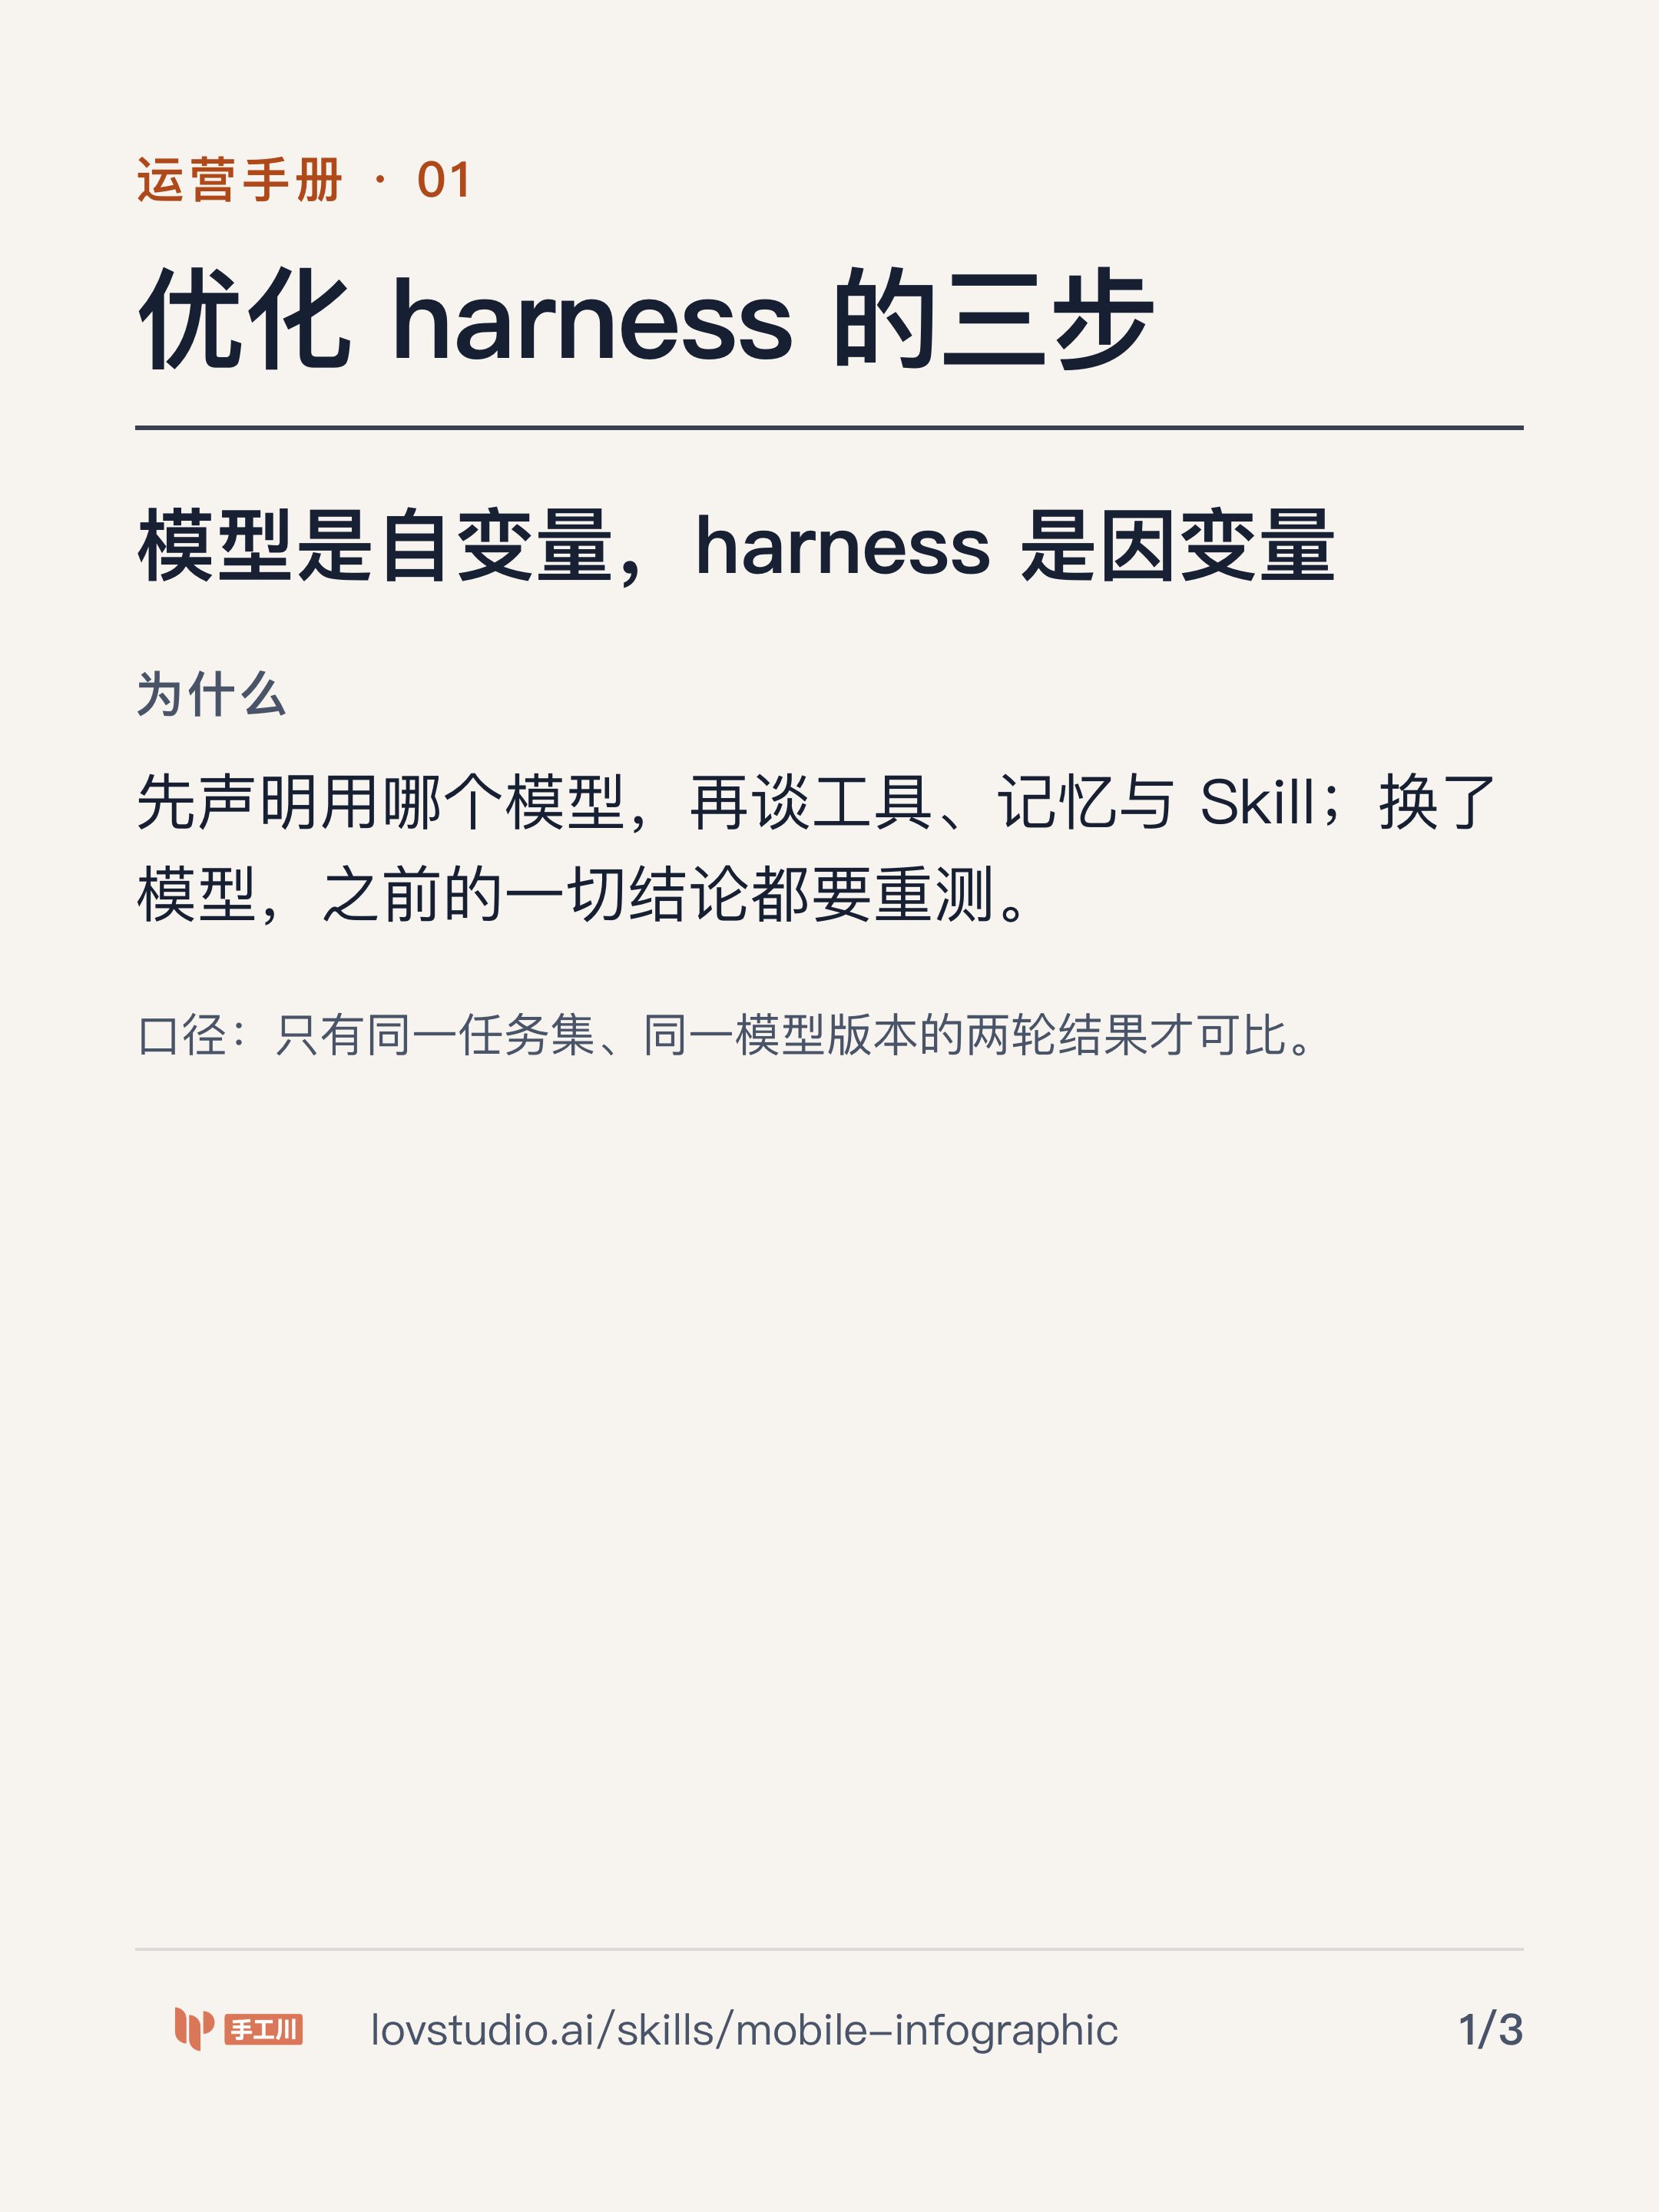 运营手册 · 01
优化 harness 的三步
模型是自变量，harness 是因变量
为什么
先声明用哪个模型，再谈工具、记忆与 Skill；换了
模型，之前的一切结论都要重测。
口径：只有同一任务集、同一模型版本的两轮结果才可比。
手工川 lovstudio.ai/skills/mobile-infographic 1/3